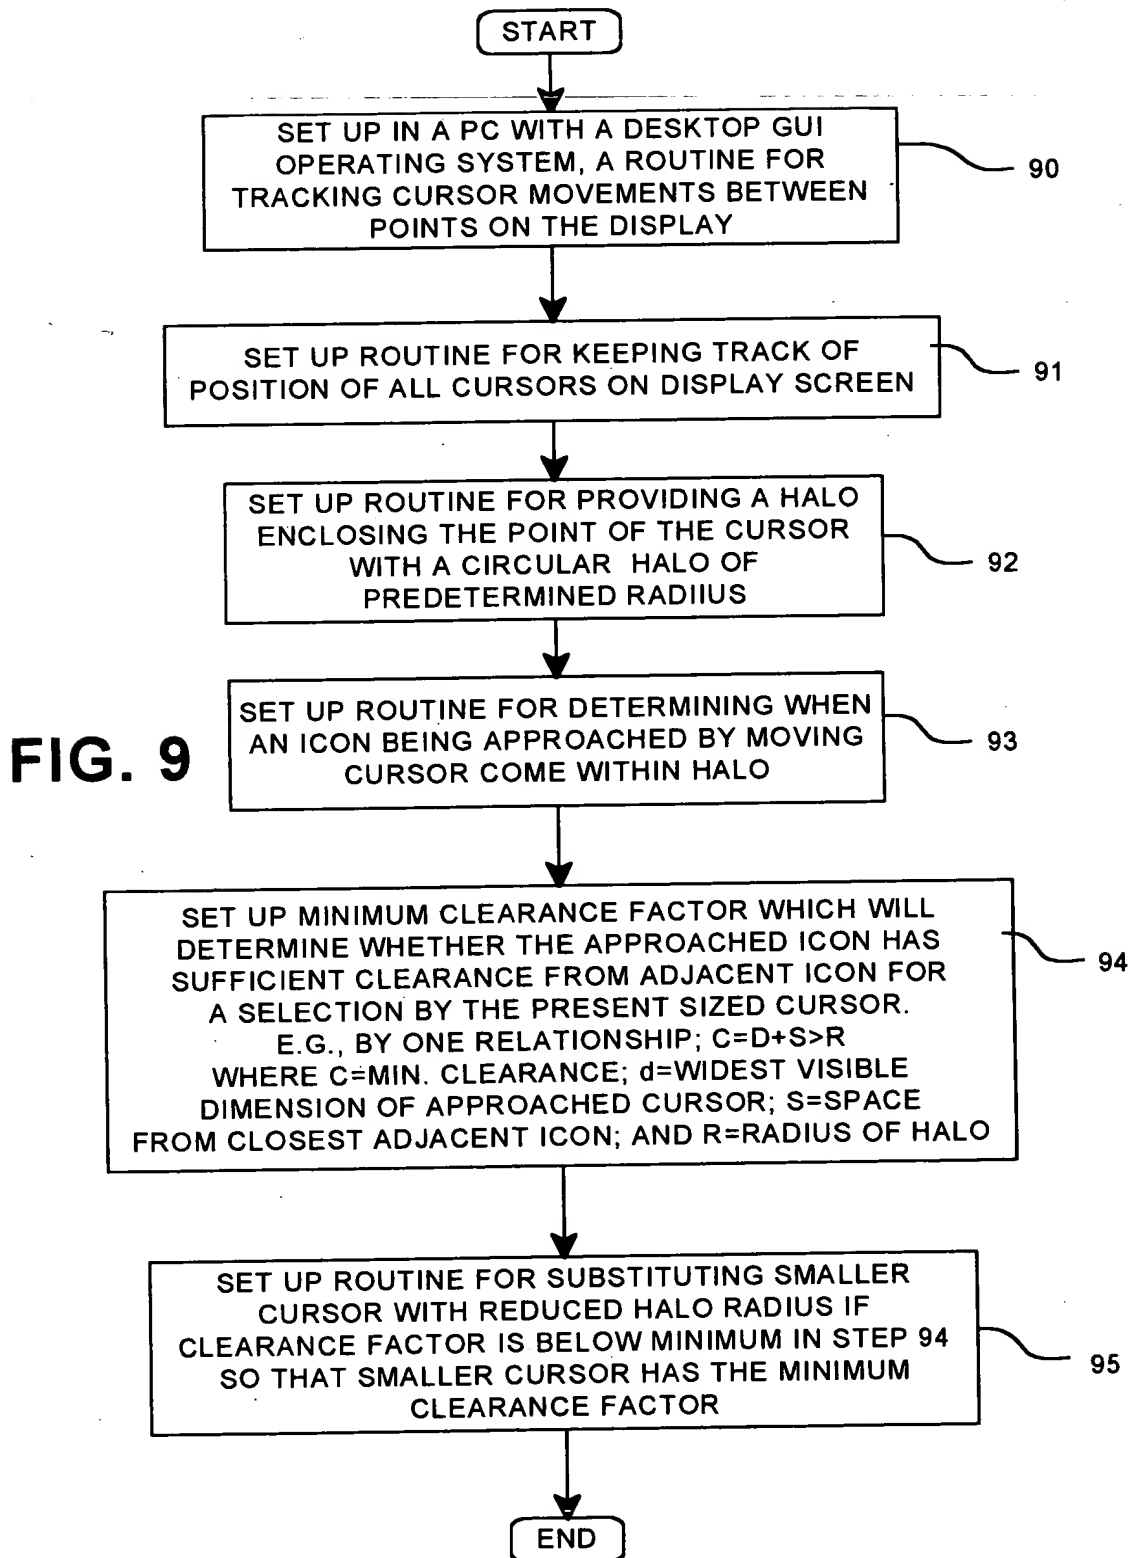 START
SET UP IN A PC WITH A DESKTOP GUI
OPERATING SYSTEM, A ROUTINE FOR
TRACKING CURSOR MOVEMENTS BETWEEN
POINTS ON THE DISPLAY
90
SET UP ROUTINE FOR KEEPING TRACK OF
POSITION OF ALL CURSORS ON DISPLAY SCREEN
91
SET UP ROUTINE FOR PROVIDING A HALO
ENCLOSING THE POINT OF THE CURSOR
WITH A CIRCULAR HALO OF
PREDETERMINED RADIIUS
92
SET UP ROUTINE FOR DETERMINING WHEN
AN ICON BEING APPROACHED BY MOVING
CURSOR COME WITHIN HALO
93
FIG. 9
SET UP MINIMUM CLEARANCE FACTOR WHICH WILL
DETERMINE WHETHER THE APPROACHED ICON HAS
SUFFICIENT CLEARANCE FROM ADJACENT ICON FOR
A SELECTION BY THE PRESENT SIZED CURSOR.
E.G., BY ONE RELATIONSHIP; C=D+S>R
WHERE C=MIN. CLEARANCE; d=WIDEST VISIBLE
DIMENSION OF APPROACHED CURSOR; S=SPACE
FROM CLOSEST ADJACENT ICON; AND R=RADIUS OF HALO
94
SET UP ROUTINE FOR SUBSTITUTING SMALLER
CURSOR WITH REDUCED HALO RADIUS IF
CLEARANCE FACTOR IS BELOW MINIMUM IN STEP 94
SO THAT SMALLER CURSOR HAS THE MINIMUM
CLEARANCE FACTOR
95
END